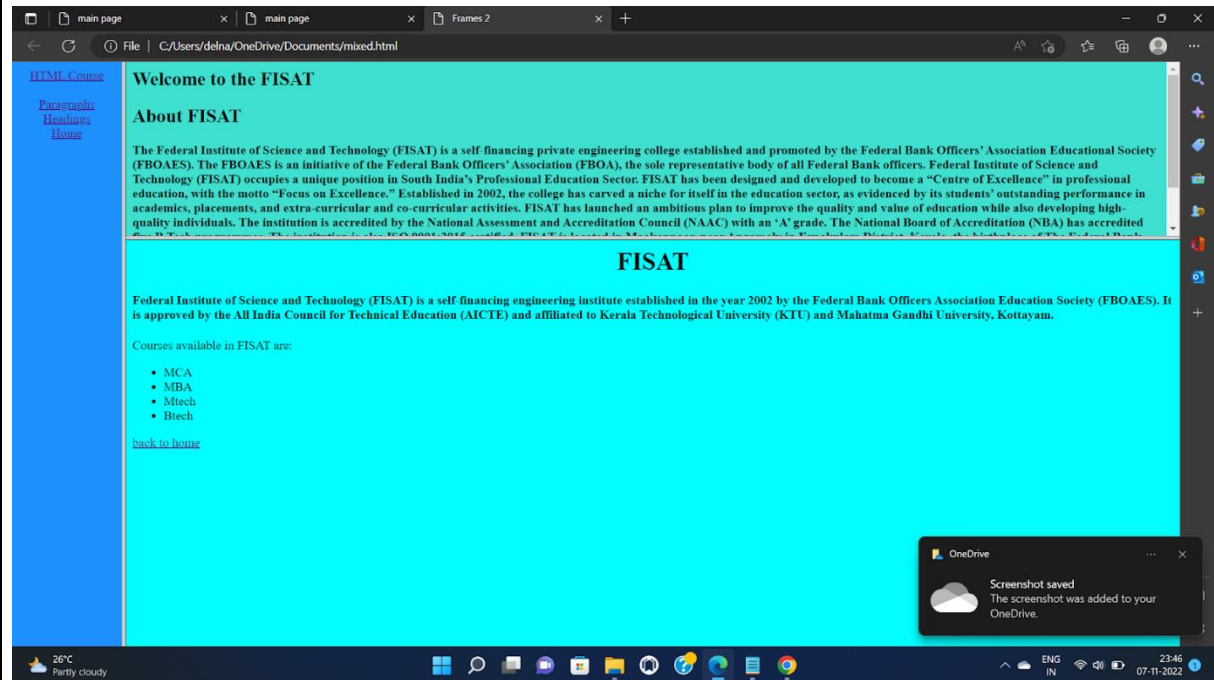 main page
main page
Frames 2
File | C:/Users/delna/OneDrive/Documents/mixed.html
HTML Course
Paragraphs
Headings
Home
Welcome to the FISAT
About FISAT
The Federal Institute of Science and Technology (FISAT) is a self-financing private engineering college established and promoted by the Federal Bank Officers’ Association Educational Society
(FBOAES). The FBOAES is an initiative of the Federal Bank Officers’ Association (FBOA), the sole representative body of all Federal Bank officers. Federal Institute of Science and
Technology (FISAT) occupies a unique position in South India’s Professional Education Sector. FISAT has been designed and developed to become a “Centre of Excellence” in professional
education, with the motto “Focus on Excellence.” Established in 2002, the college has carved a niche for itself in the education sector, as evidenced by its students’ outstanding performance in
academics, placements, and extra-curricular and co-curricular activities. FISAT has launched an ambitious plan to improve the quality and value of education while also developing high-
quality individuals. The institution is accredited by the National Assessment and Accreditation Council (NAAC) with an ‘A’ grade. The National Board of Accreditation (NBA) has accredited
FISAT
Federal Institute of Science and Technology (FISAT) is a self-financing engineering institute established in the year 2002 by the Federal Bank Officers Association Education Society (FBOAES). It
is approved by the All India Council for Technical Education (AICTE) and affiliated to Kerala Technological University (KTU) and Mahatma Gandhi University, Kottayam.
Courses available in FISAT are:
• MCA
• MBA
• Mtech
• Btech
back to home
OneDrive
Screenshot saved
The screenshot was added to your
OneDrive.
26°C
Partly cloudy
ENG
IN
23:46
07-11-2022
1